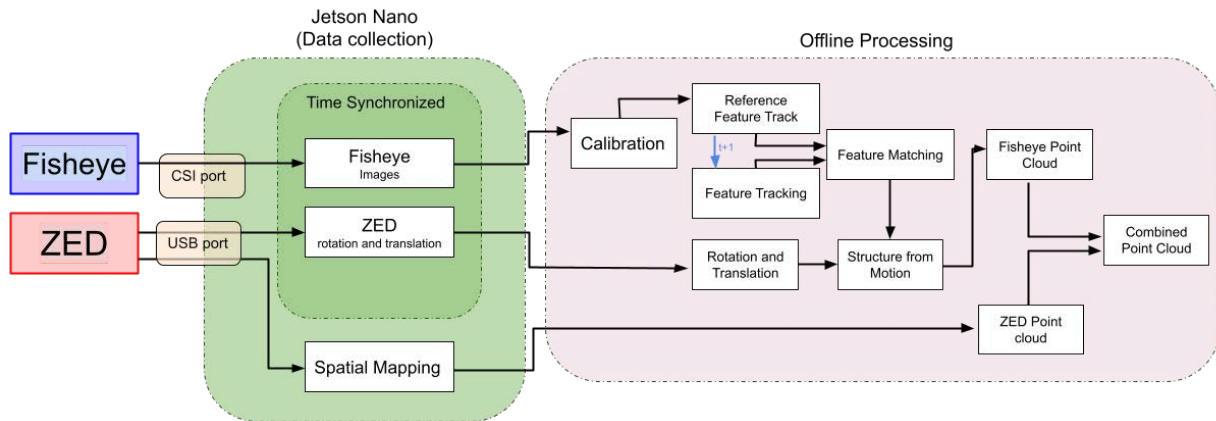 Jetson Nano
(Data collection)
Offline Processing
Time Synchronized
Fisheye
CSI port
Fisheye
Images
ZED
USB port
ZED
rotation and translation
Spatial Mapping
Calibration
Reference
Feature Track
t+1
Feature Tracking
Feature Matching
Rotation and
Translation
Structure from
Motion
Fisheye Point
Cloud
ZED Point
cloud
Combined
Point Cloud